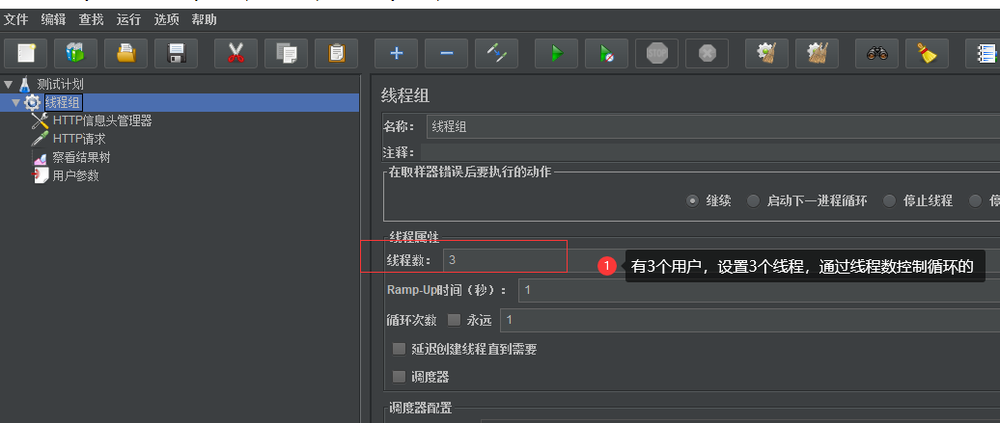 文件 编辑 查找 运行 选项 帮助
STOP
测试计划
线程组
HTTP信息头管理器
HTTP请求
察看结果树
用户参数
线程组
名称： 线程组
注释：
在取样器错误后要执行的动作
继续 启动下一进程循环 停止线程
线程属性
线程数： 3
1 有3个用户，设置3个线程，通过线程数控制循环的
Ramp-Up时间（秒）： 1
循环次数 永远 1
延迟创建线程直到需要
调度器
调度器配置